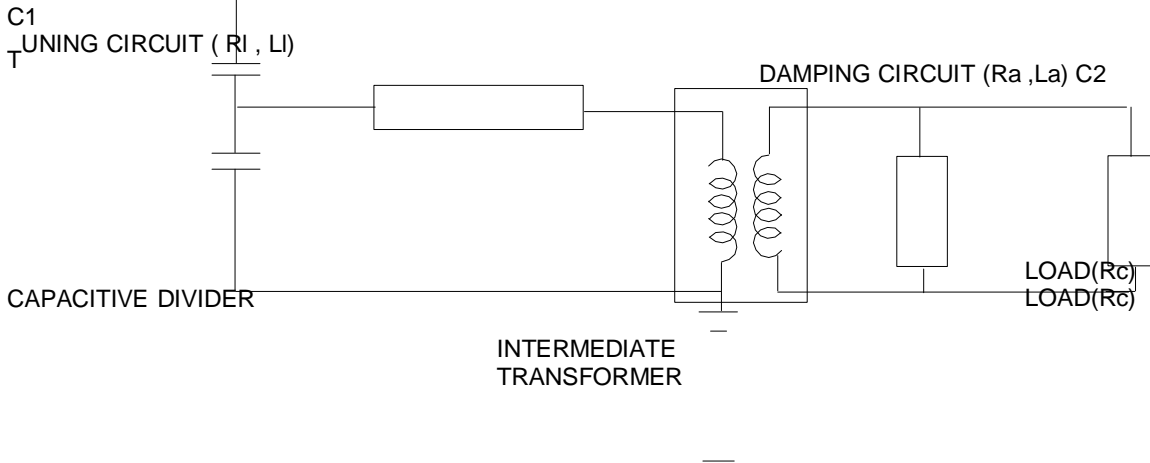 C1
TUNING CIRCUIT ( Rl , Ll)
DAMPING CIRCUIT (Ra ,La) C2
LOAD(Rc)
CAPACITIVE DIVIDER
LOAD(Rc)
INTERMEDIATE
TRANSFORMER